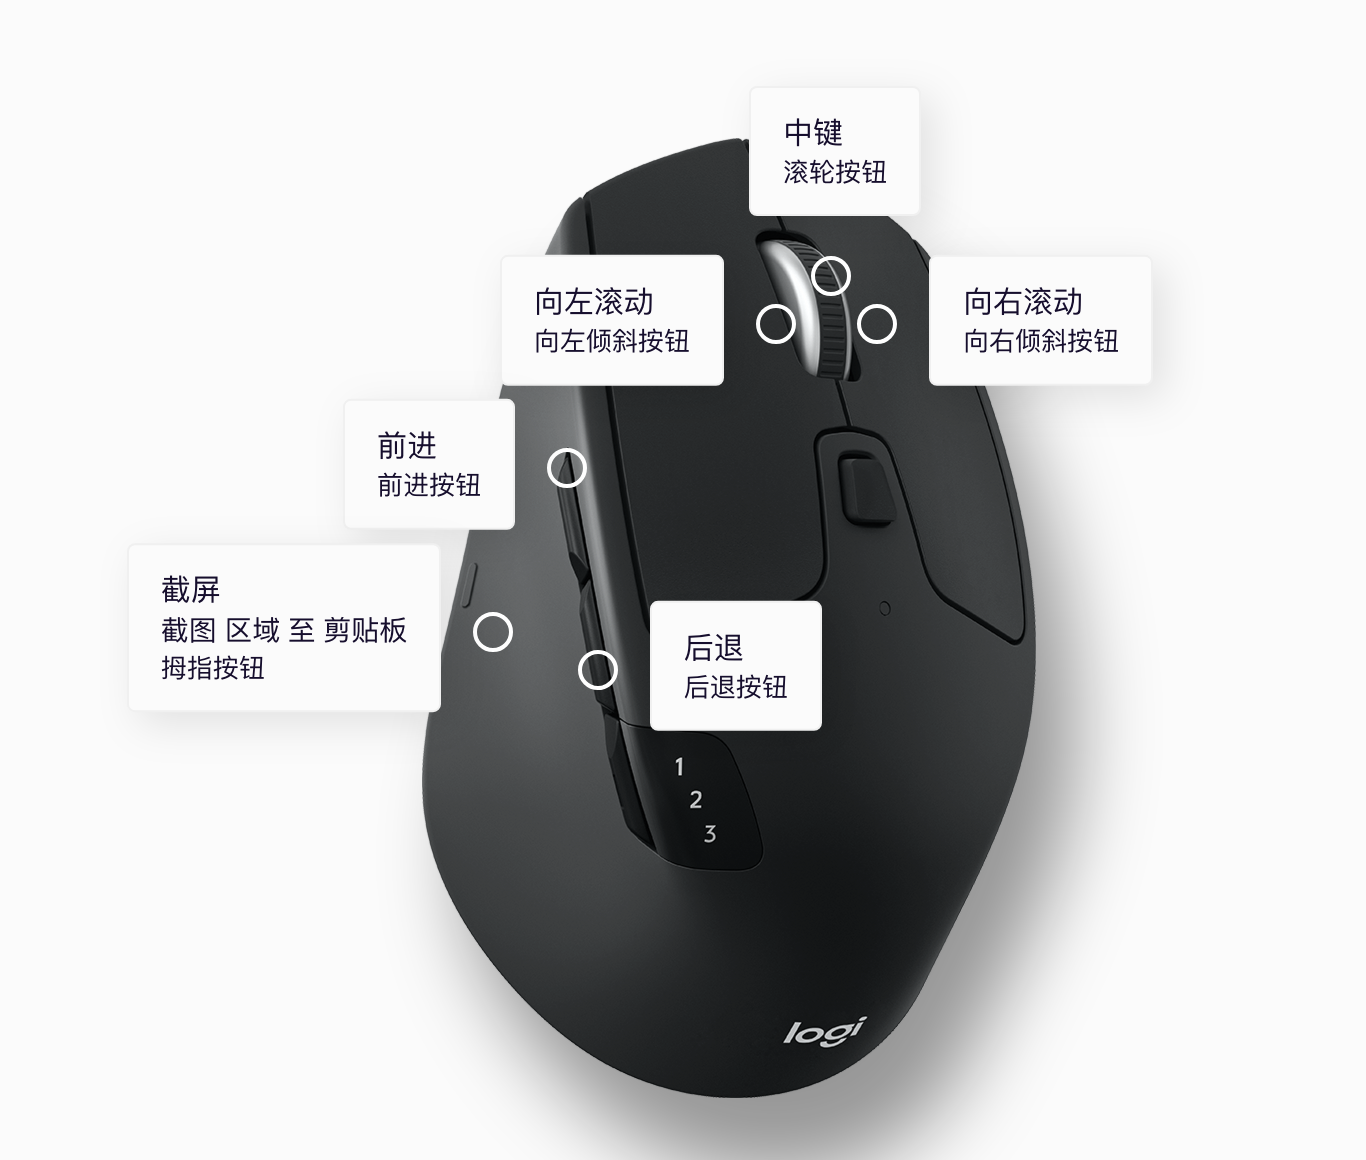 中键
滚轮按钮
向左滚动
向左倾斜按钮
向右滚动
向右倾斜按钮
前进
前进按钮
截屏
截图 区域 至 剪贴板
拇指按钮
后退
后退按钮
1
2
3
logi